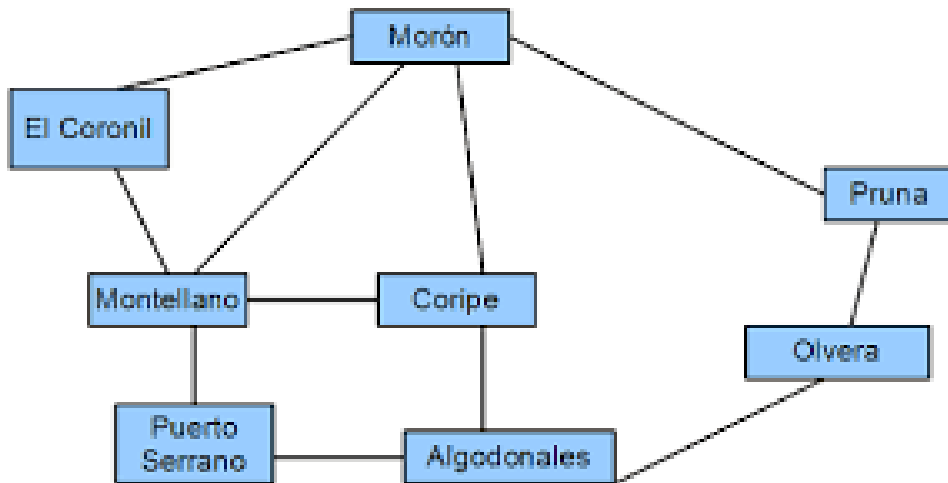 Morón
El Coronil
Pruna
Montellano
Coripe
Olvera
Puerto
Serrano
Algodonales